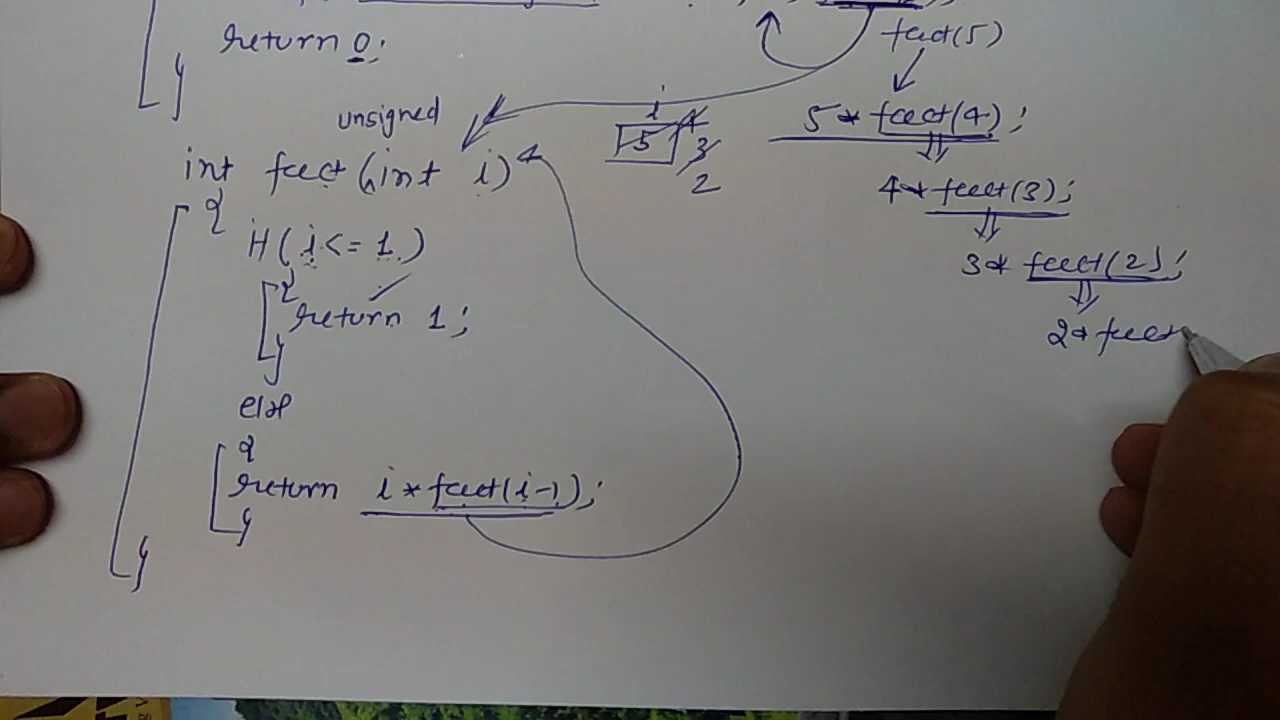 return 0;
}
fact(5)
unsigned
i
5 4
3
2
5 * fact(4);
int fact(int i)
{
4 * fact(3);
if( i <= 1 )
{
3 * fact(2);
return 1;
}
2 * fact
else
{
return i * fact(i-1);
}
}